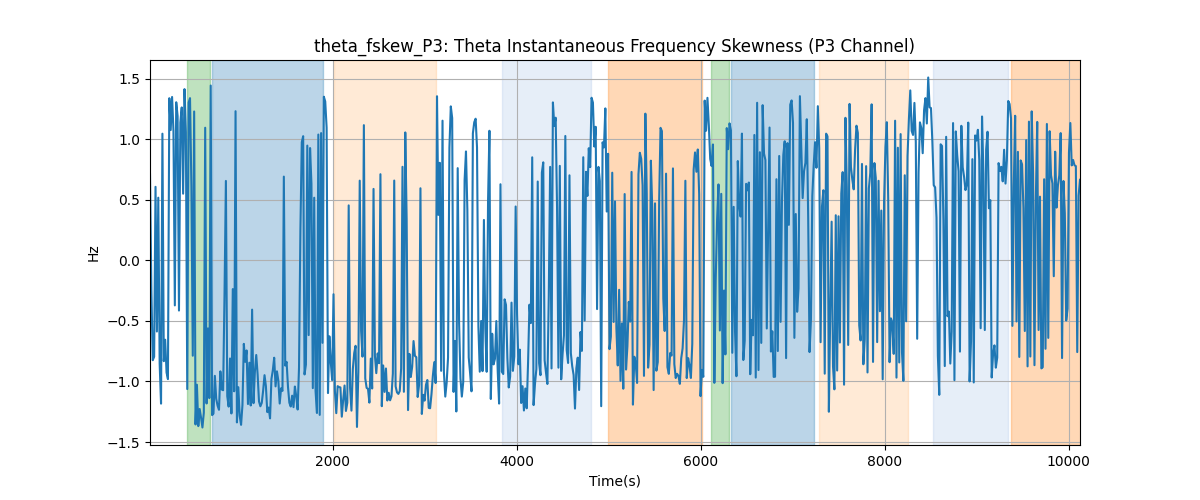 theta_fskew_P3: Theta Instantaneous Frequency Skewness (P3 Channel)
1.5
1.0
0.5
0.0
−0.5
−1.0
−1.5
Hz
2000 4000 6000 8000 10000
Time(s)